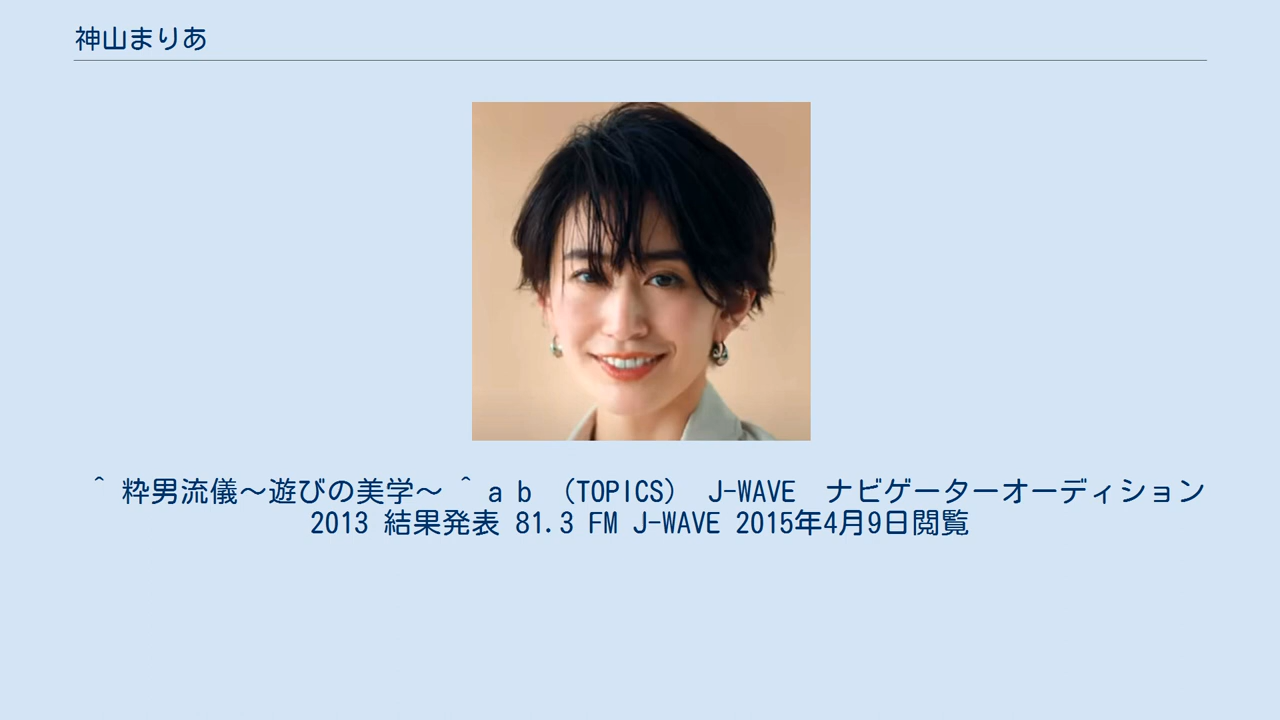 神山まりあ
^ 粋男流儀～遊びの美学～ ^ a b （TOPICS） J-WAVE　ナビゲーターオーディション
2013 結果発表 81.3 FM J-WAVE 2015年4月9日閲覧